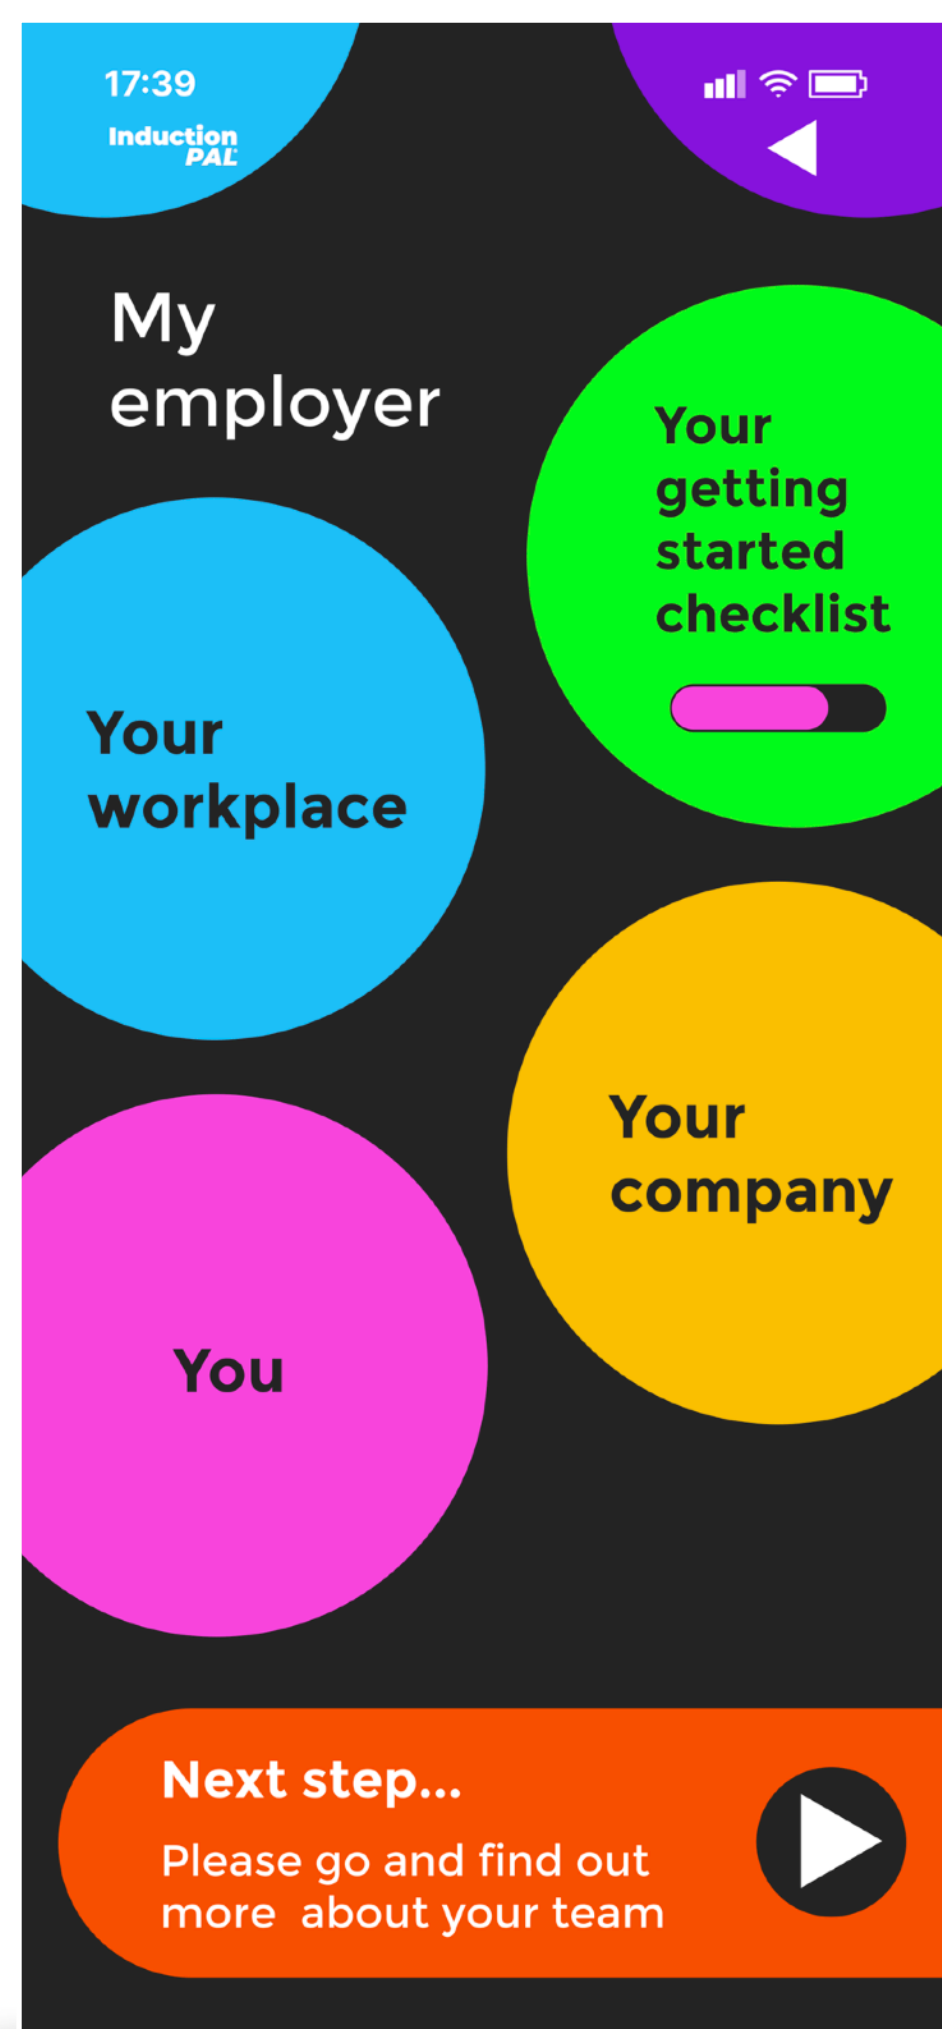 17:39
Induction
PAL
My
employer
Your
getting
started
checklist
Your
workplace
Your
company
You
Next step...
Please go and find out
more  about your team